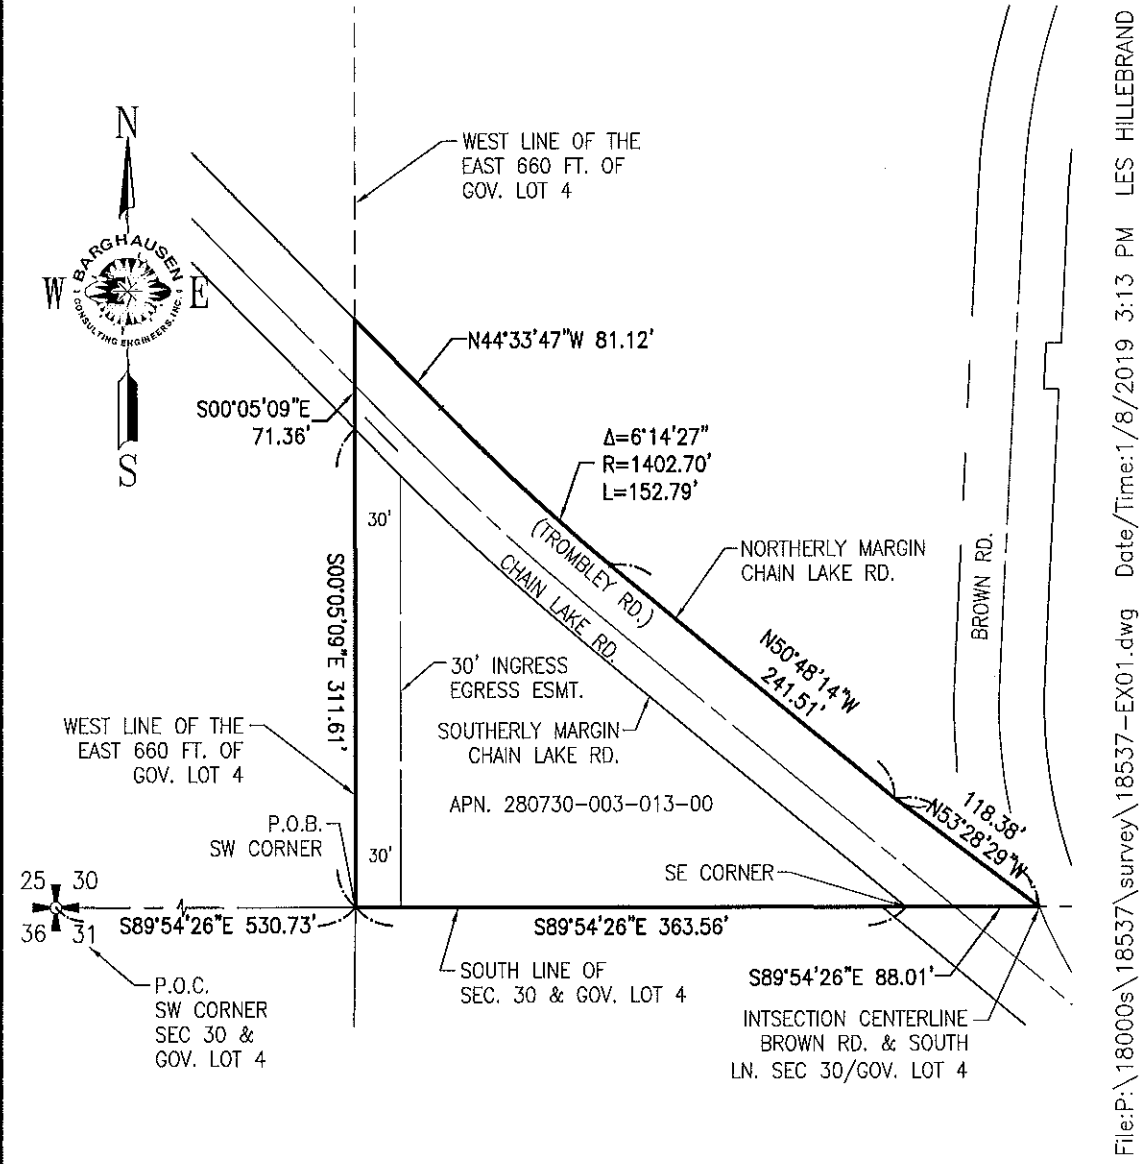 N
WEST LINE OF THE
EAST 660 FT. OF
GOV. LOT 4
BARGHAUSEN
CONSULTING ENGINEERS, INC.
W
E
S
N44°33'47"W 81.12'
S00°05'09"E
71.36'
Δ=6°14'27"
R=1402.70'
L=152.79'
30'
(TROMBLEY RD.)
CHAIN LAKE RD.
NORTHERLY MARGIN
CHAIN LAKE RD.
BROWN RD.
S00°05'09"E 311.61'
30' INGRESS
EGRESS ESMT.
N50°48'14"W
241.51'
WEST LINE OF THE
EAST 660 FT. OF
GOV. LOT 4
SOUTHERLY MARGIN
CHAIN LAKE RD.
APN. 280730-003-013-00
118.38'
N53°28'29"W
P.O.B.
SW CORNER
30'
SE CORNER
25 30
36 31
S89°54'26"E 530.73'
S89°54'26"E 363.56'
S89°54'26"E 88.01'
P.O.C.
SW CORNER
SEC 30 &
GOV. LOT 4
SOUTH LINE OF
SEC. 30 & GOV. LOT 4
INTSECTION CENTERLINE
BROWN RD. & SOUTH
LN. SEC 30/GOV. LOT 4
File:P:\18000s\18537\survey\18537-EX01.dwg Date/Time:1/8/2019 3:13 PM LES HILLEBRAND